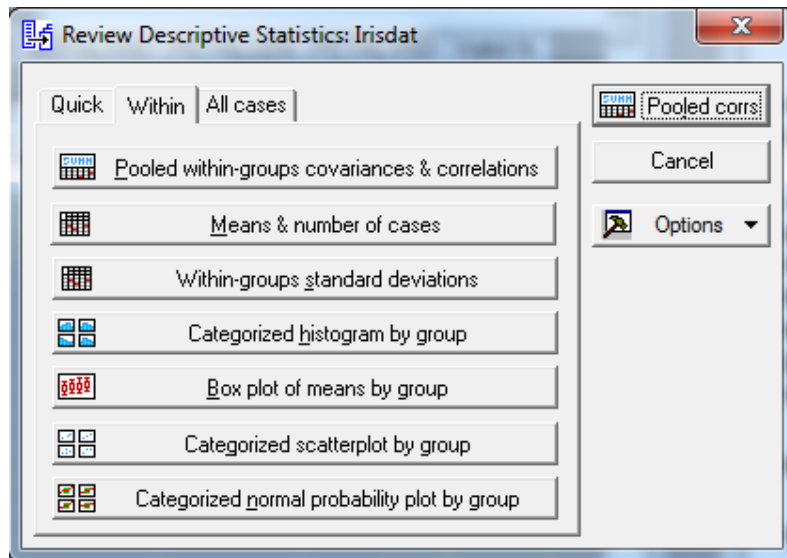 Review Descriptive Statistics: Irisdat
x
Quick Within All cases
SUMM Pooled corrs
Cancel
Options
SUMM Pooled within-groups covariances & correlations
Means & number of cases
Within-groups standard deviations
Categorized histogram by group
Box plot of means by group
Categorized scatterplot by group
Categorized normal probability plot by group